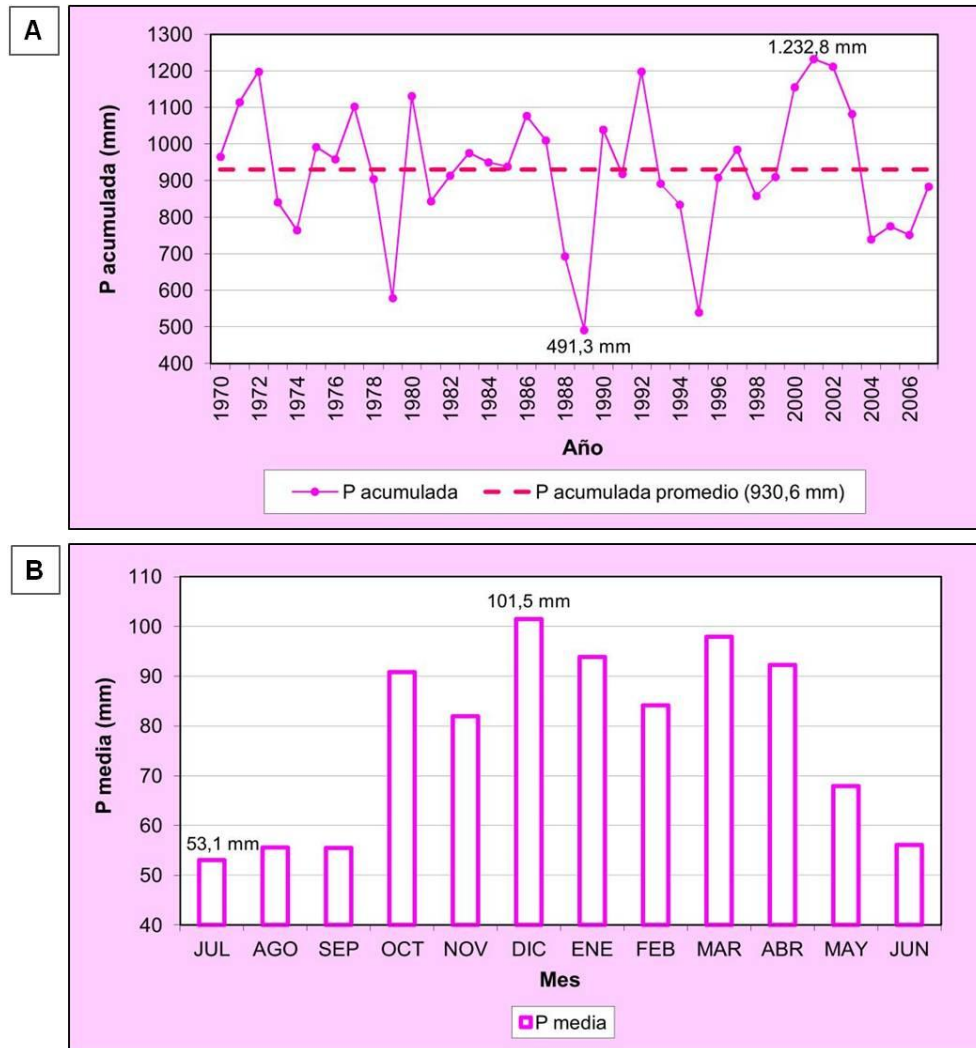 A
P acumulada (mm)
1300
1200
1100
1000
900
800
700
600
500
400
1.232,8 mm
491,3 mm
1970
1972
1974
1976
1978
1980
1982
1984
1986
1988
1990
1992
1994
1996
1998
2000
2002
2004
2006
Año
P acumulada
P acumulada promedio (930,6 mm)
B
P media (mm)
110
100
90
80
70
60
50
40
101,5 mm
53,1 mm
JUL AGO SEP OCT NOV DIC ENE FEB MAR ABR MAY JUN
Mes
P media